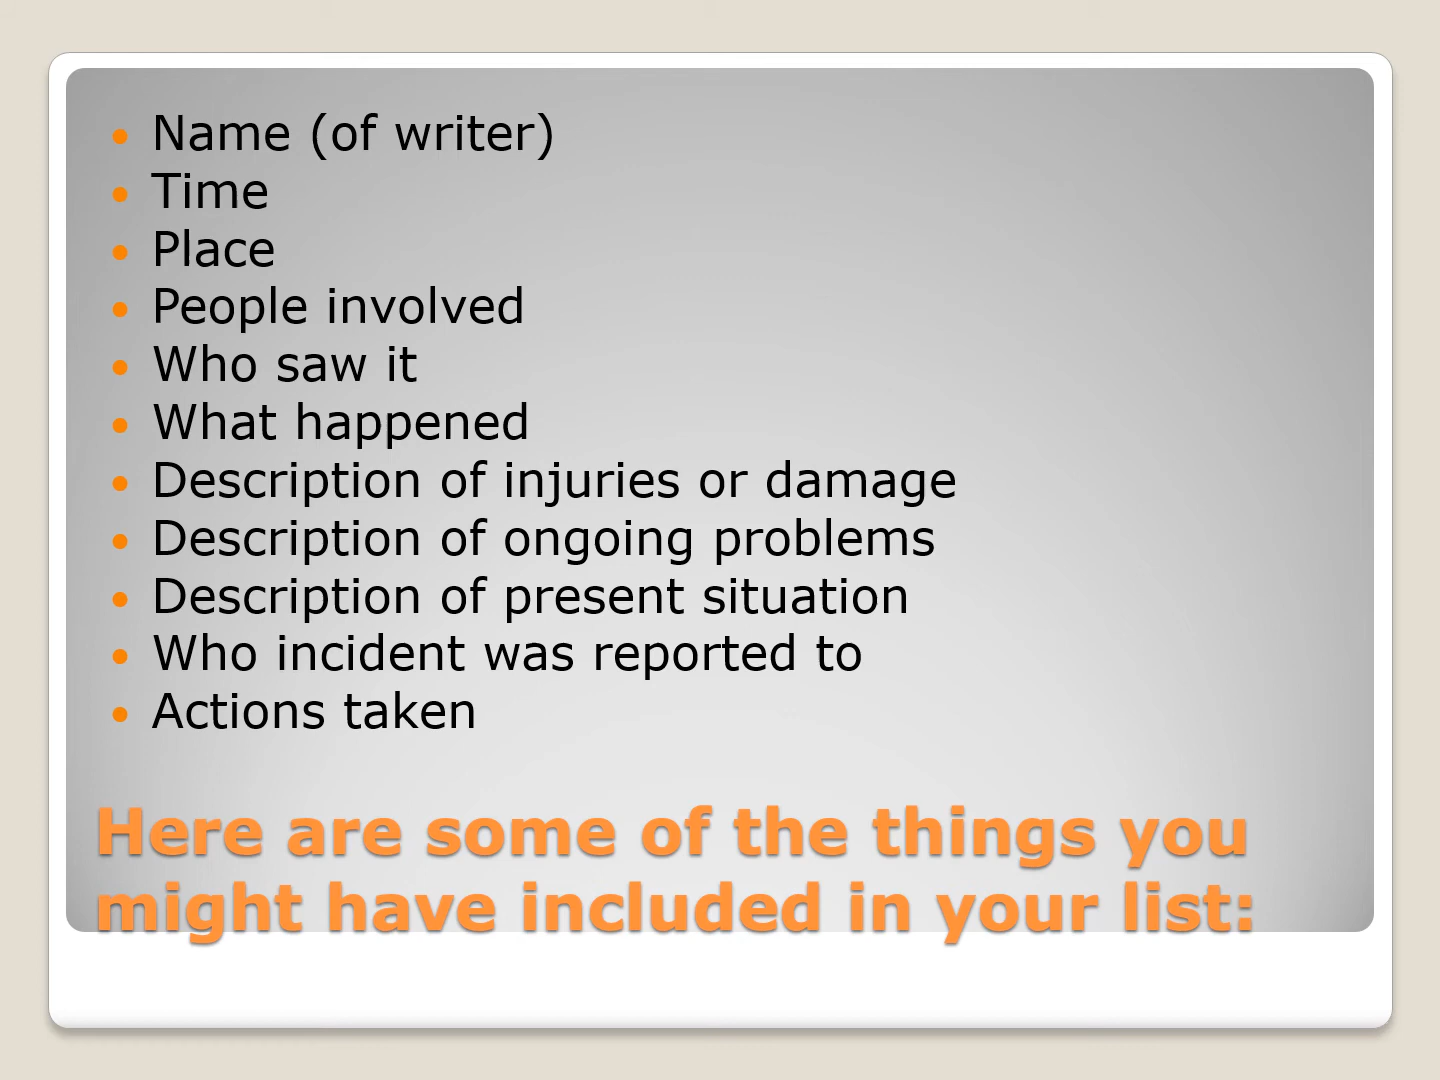 • Name (of writer)
• Time
• Place
• People involved
• Who saw it
• What happened
• Description of injuries or damage
• Description of ongoing problems
• Description of present situation
• Who incident was reported to
• Actions taken
Here are some of the things you
might have included in your list: